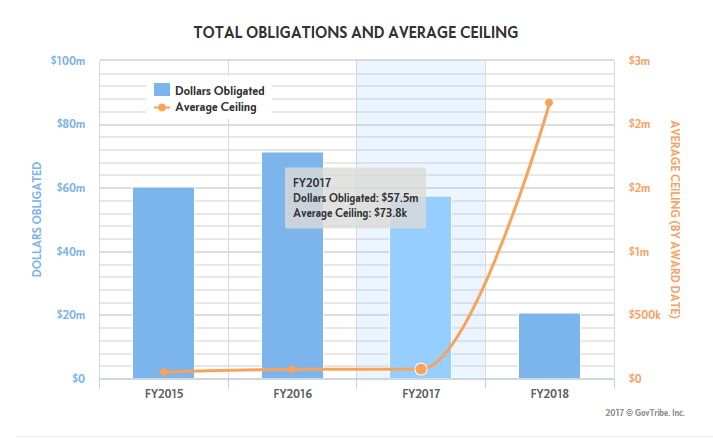 TOTAL OBLIGATIONS AND AVERAGE CEILING
$100m
$80m
$60m
$40m
$20m
$0
DOLLARS OBLIGATED
Dollars Obligated
Average Ceiling
FY2017
Dollars Obligated: $57.5m
Average Ceiling: $73.8k
$3m
$2m
$2m
$1m
$500k
$0
AVERAGE CEILING (BY AWARD DATE)
FY2015
FY2016
FY2017
FY2018
2017 © GovTribe, Inc.